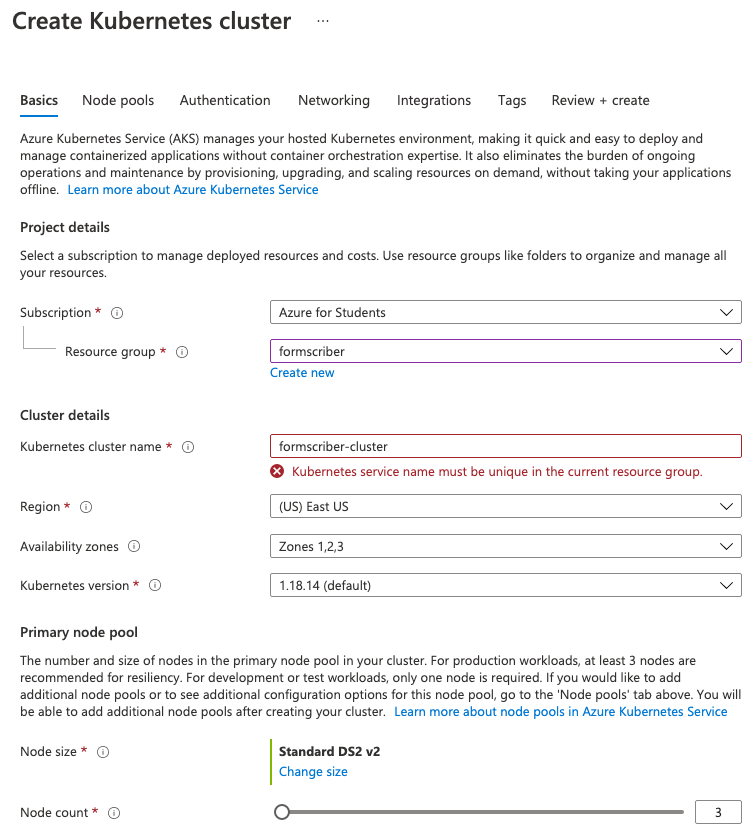 Create Kubernetes cluster ...
Basics Node pools Authentication Networking Integrations Tags Review + create
Azure Kubernetes Service (AKS) manages your hosted Kubernetes environment, making it quick and easy to deploy and
manage containerized applications without container orchestration expertise. It also eliminates the burden of ongoing
operations and maintenance by provisioning, upgrading, and scaling resources on demand, without taking your applications
offline. Learn more about Azure Kubernetes Service
Project details
Select a subscription to manage deployed resources and costs. Use resource groups like folders to organize and manage all
your resources.
Subscription * Azure for Students
Resource group * formscriber
Create new
Cluster details
Kubernetes cluster name * formscriber-cluster
Kubernetes service name must be unique in the current resource group.
Region * (US) East US
Availability zones Zones 1,2,3
Kubernetes version * 1.18.14 (default)
Primary node pool
The number and size of nodes in the primary node pool in your cluster. For production workloads, at least 3 nodes are
recommended for resiliency. For development or test workloads, only one node is required. If you would like to add
additional node pools or to see additional configuration options for this node pool, go to the 'Node pools' tab above. You will
be able to add additional node pools after creating your cluster. Learn more about node pools in Azure Kubernetes Service
Node size * Standard DS2 v2
Change size
Node count * 3